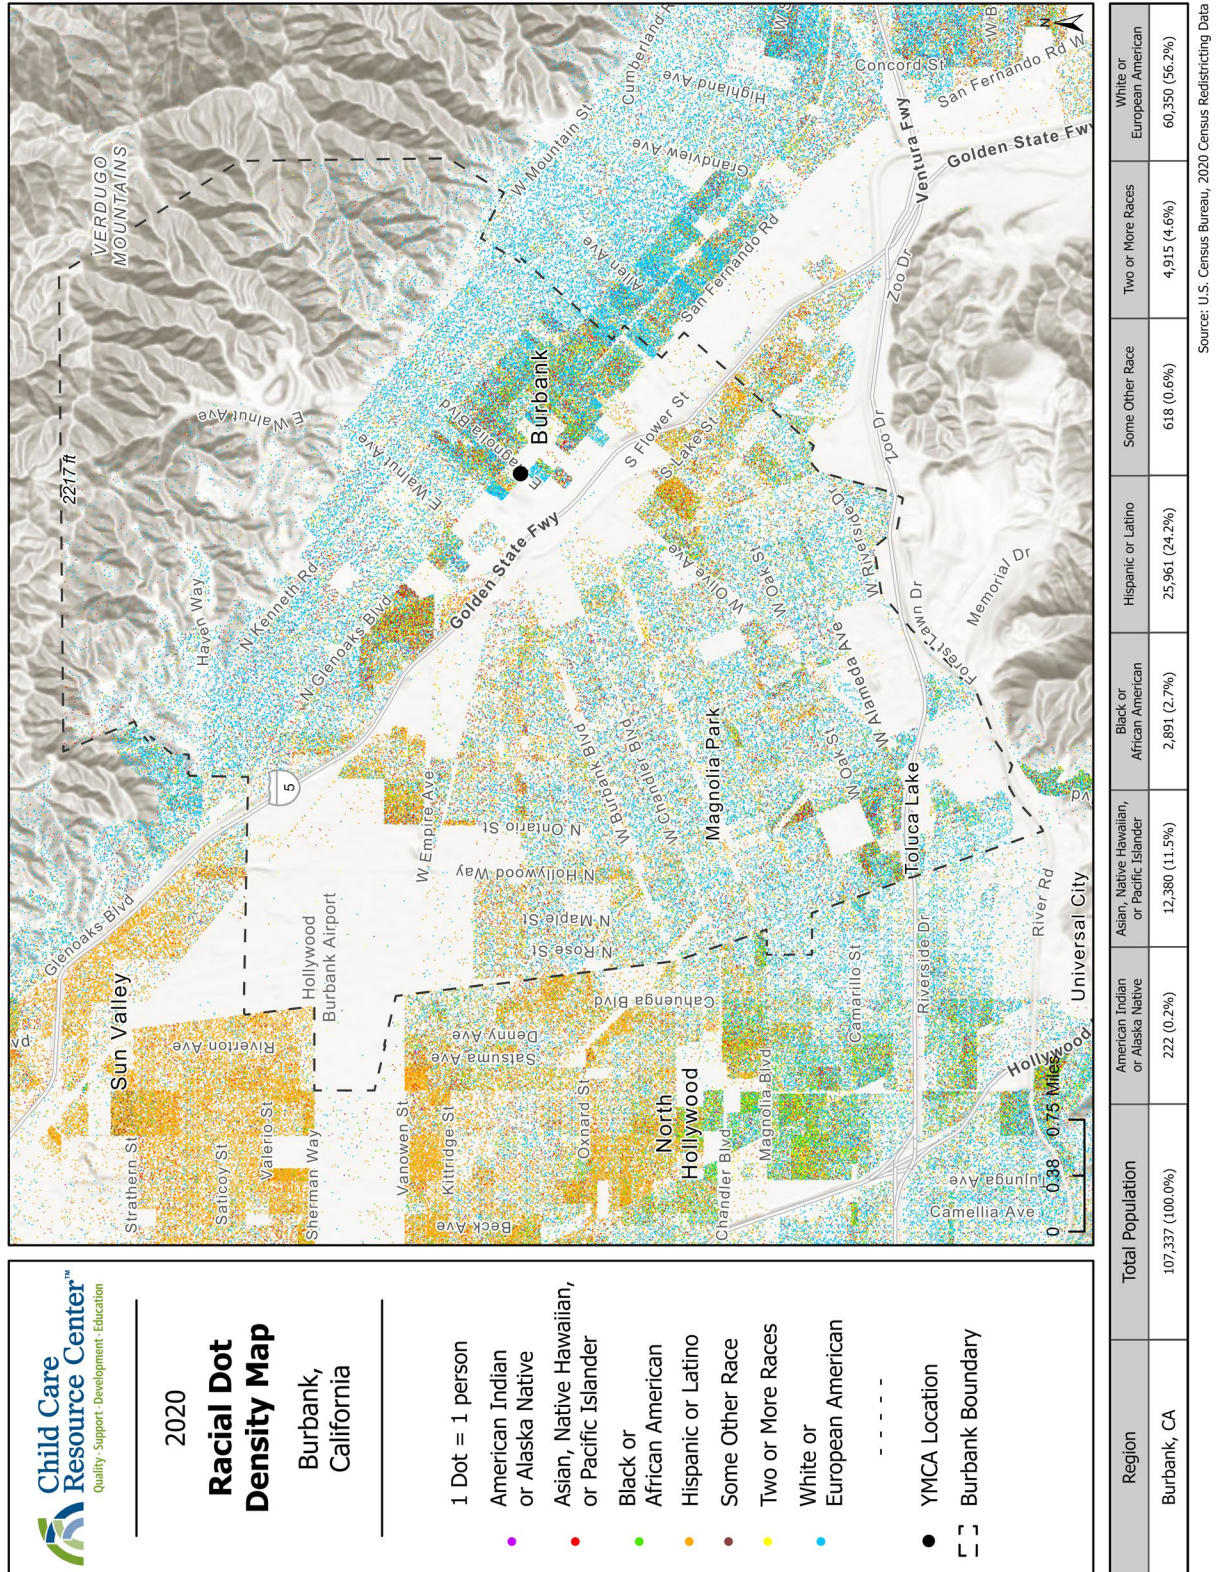 Child Care
Resource Center™
Quality · Support · Development · Education
2020
Racial Dot
Density Map
Burbank,
California
1 Dot = 1 person
American Indian
or Alaska Native
Asian, Native Hawaiian,
or Pacific Islander
Black or
African American
Hispanic or Latino
Some Other Race
Two or More Races
White or
European American
YMCA Location
Burbank Boundary
VERDUGO
MOUNTAINS
2217 ft
Glenoaks Blvd
Sun Valley
Strathern St
Saticoy St
Valerio St
Sherman Way
Riverton Ave
Hollywood
Burbank Airport
5
Haven Way
N Kenneth Rd
N Glenoaks Blvd
E Walnut Ave
E Walnut Ave
W Mountain St
Cumberland R
Highland Ave
Grandview Ave
Concord St
San Fernando Rd W
Ventura Fwy
Golden State Fwy
San Fernando Rd
Allen Ave
Burbank
E
agnolia Blvd
Golden State Fwy
S Flower St
S Lake St
Zoo Dr
Zoo Dr
Vanowen St
Kittridge St
Satsuma Ave
Denny Ave
Beck Ave
Oxnard St
Cahuenga Blvd
N Rose St
N Maple St
N Hollywood Way
N Ontario St
W Empire Ave
W Burbank Blvd
W Chandler Blvd
Magnolia Park
W Olive Ave
W Oak St
W Riverside Dr
W Alameda Ave
W Oak St
North
Hollywood
Chandler Blvd
Magnolia Blvd
Camarillo St
Riverside Dr
Toluca Lake
Forest Lawn Dr
Memorial Dr
Tujunga Ave
Camellia Ave
Hollywood
River Rd
Universal City
vd
W S
W B
N
0 0.38 0.75 Miles
Region Total Population American Indian or Alaska Native Asian, Native Hawaiian, or Pacific Islander Black or African American Hispanic or Latino Some Other Race Two or More Races White or European American
Burbank, CA 107,337 (100.0%) 222 (0.2%) 12,380 (11.5%) 2,891 (2.7%) 25,961 (24.2%) 618 (0.6%) 4,915 (4.6%) 60,350 (56.2%)
Source: U.S. Census Bureau, 2020 Census Redistricting Data